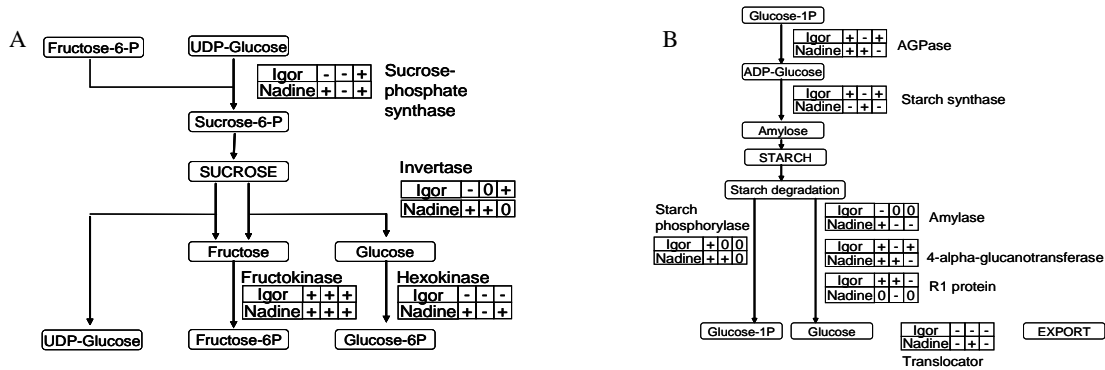 A
Fructose-6-P
UDP-Glucose
Igor - - +
Nadine + - +
Sucrose-
phosphate
synthase
Sucrose-6-P
SUCROSE
Invertase
Igor - 0 +
Nadine + + 0
Fructose
Glucose
Fructokinase
Igor + + +
Nadine + + +
Hexokinase
Igor - - -
Nadine + - +
UDP-Glucose
Fructose-6P
Glucose-6P
B
Glucose-1P
Igor + - +
Nadine + + -
AGPase
ADP-Glucose
Igor + - +
Nadine - + -
Starch synthase
Amylose
STARCH
Starch degradation
Starch
phosphorylase
Igor + 0 0
Nadine + + 0
Igor - 0 0
Nadine + - -
Amylase
Igor + - +
Nadine + + -
4-alpha-glucanotransferase
Igor + + -
Nadine 0 - 0
R1 protein
Glucose-1P
Glucose
Igor - - -
Nadine - + -
Translocator
EXPORT